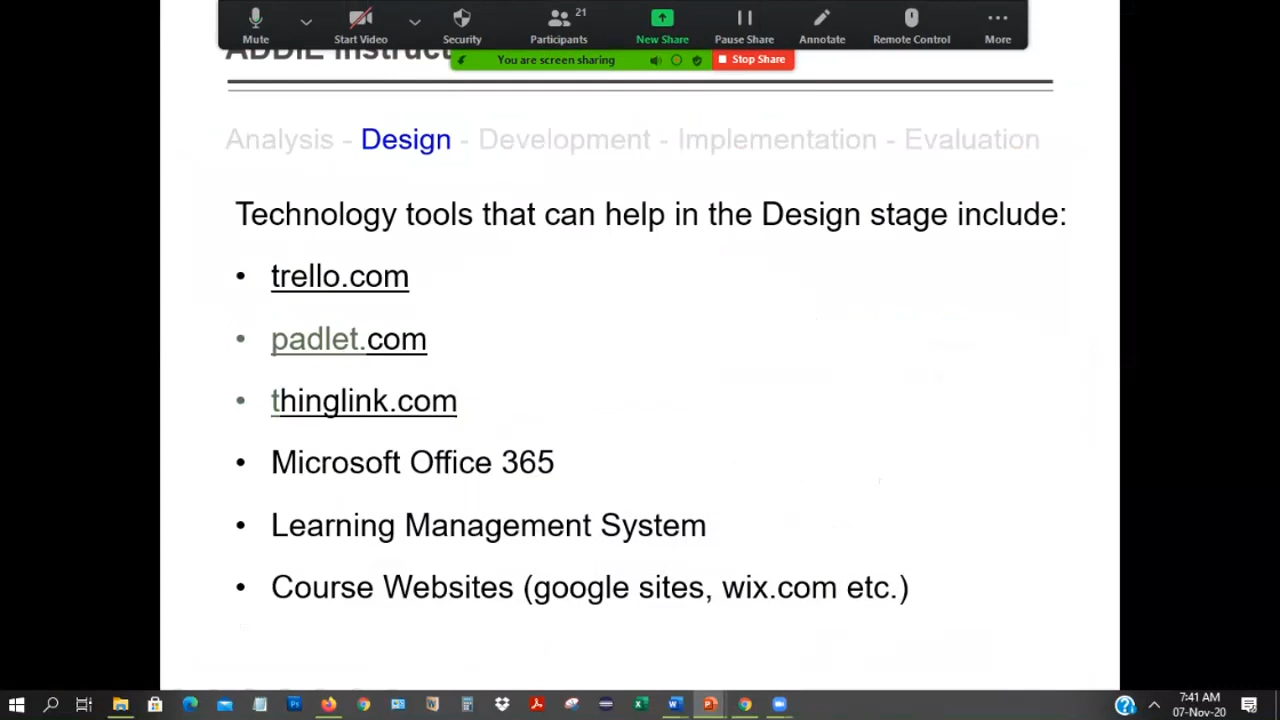 Mute
Start Video
Security
Participants 21
New Share
Pause Share
Annotate
Remote Control
More
You are screen sharing
Stop Share
ADDIE Instruct
Analysis - Design - Development - Implementation - Evaluation
Technology tools that can help in the Design stage include:
• trello.com
• padlet.com
• thinglink.com
• Microsoft Office 365
• Learning Management System
• Course Websites (google sites, wix.com etc.)
7:41 AM
07-Nov-20